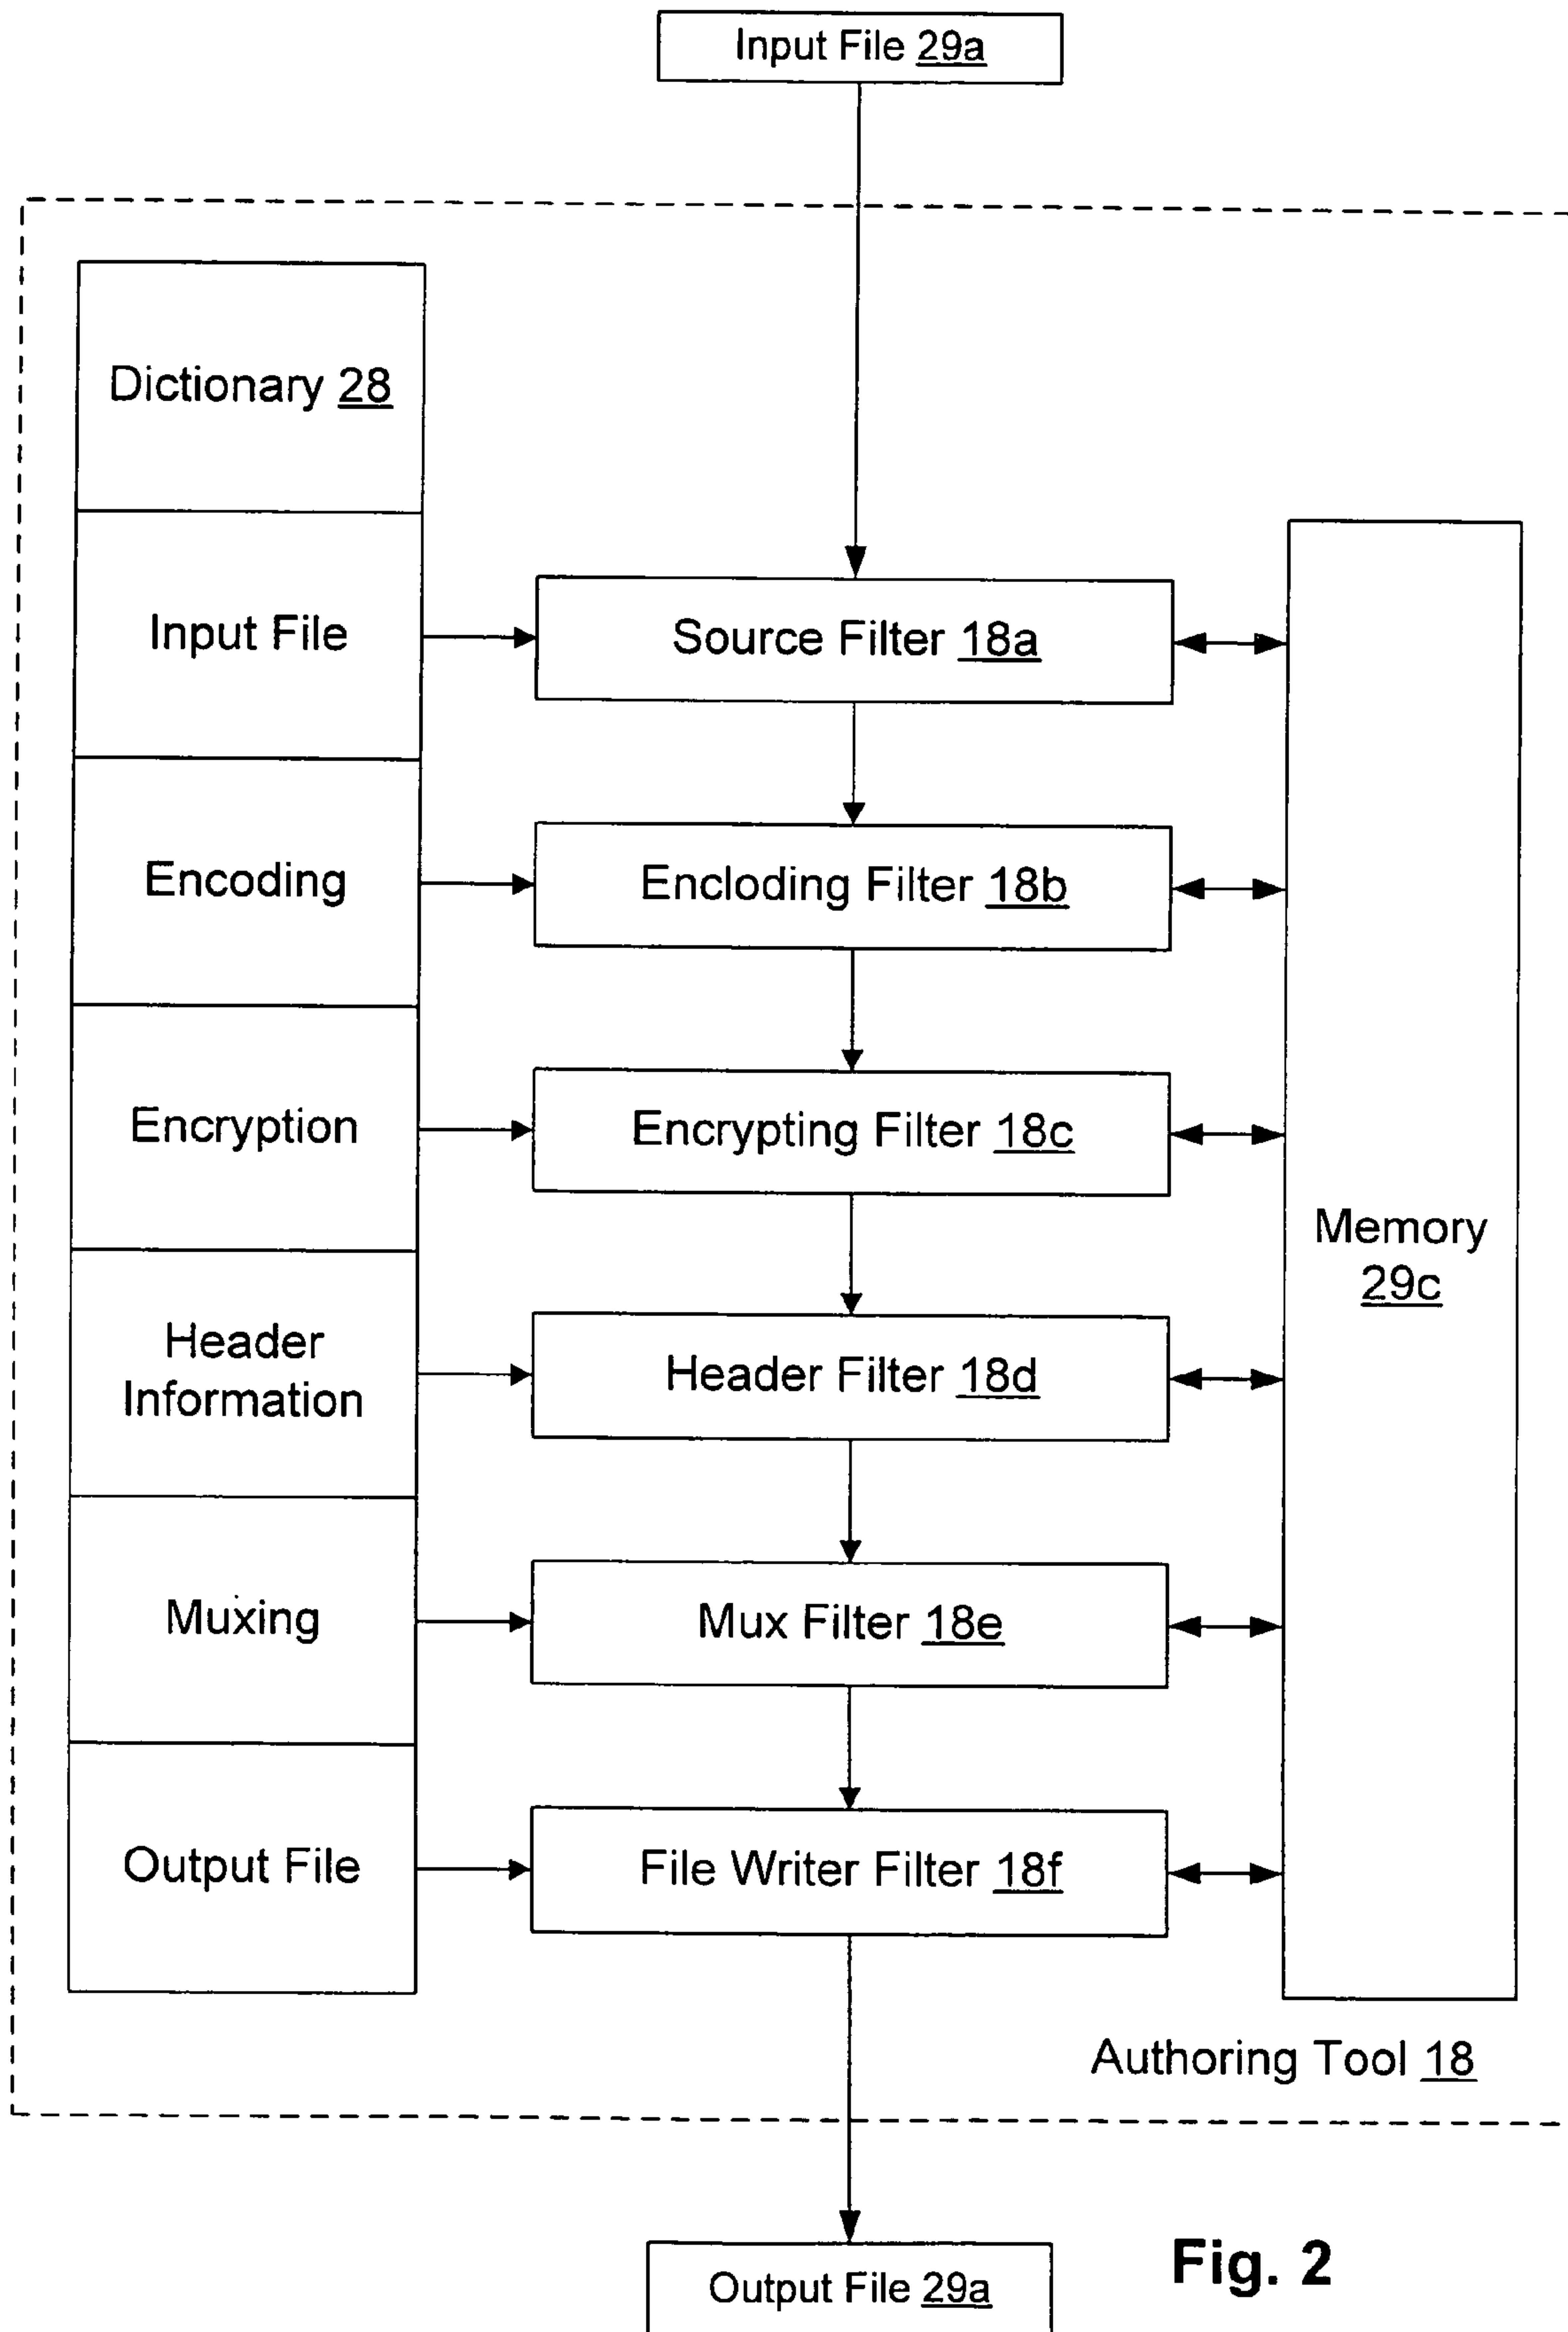 Input File 29a
Dictionary 28
Input File
Source Filter 18a
Encoding
Encloding Filter 18b
Encryption
Encrypting Filter 18c
Memory
29c
Header
Information
Header Filter 18d
Muxing
Mux Filter 18e
Output File
File Writer Filter 18f
Authoring Tool 18
Output File 29a
Fig. 2